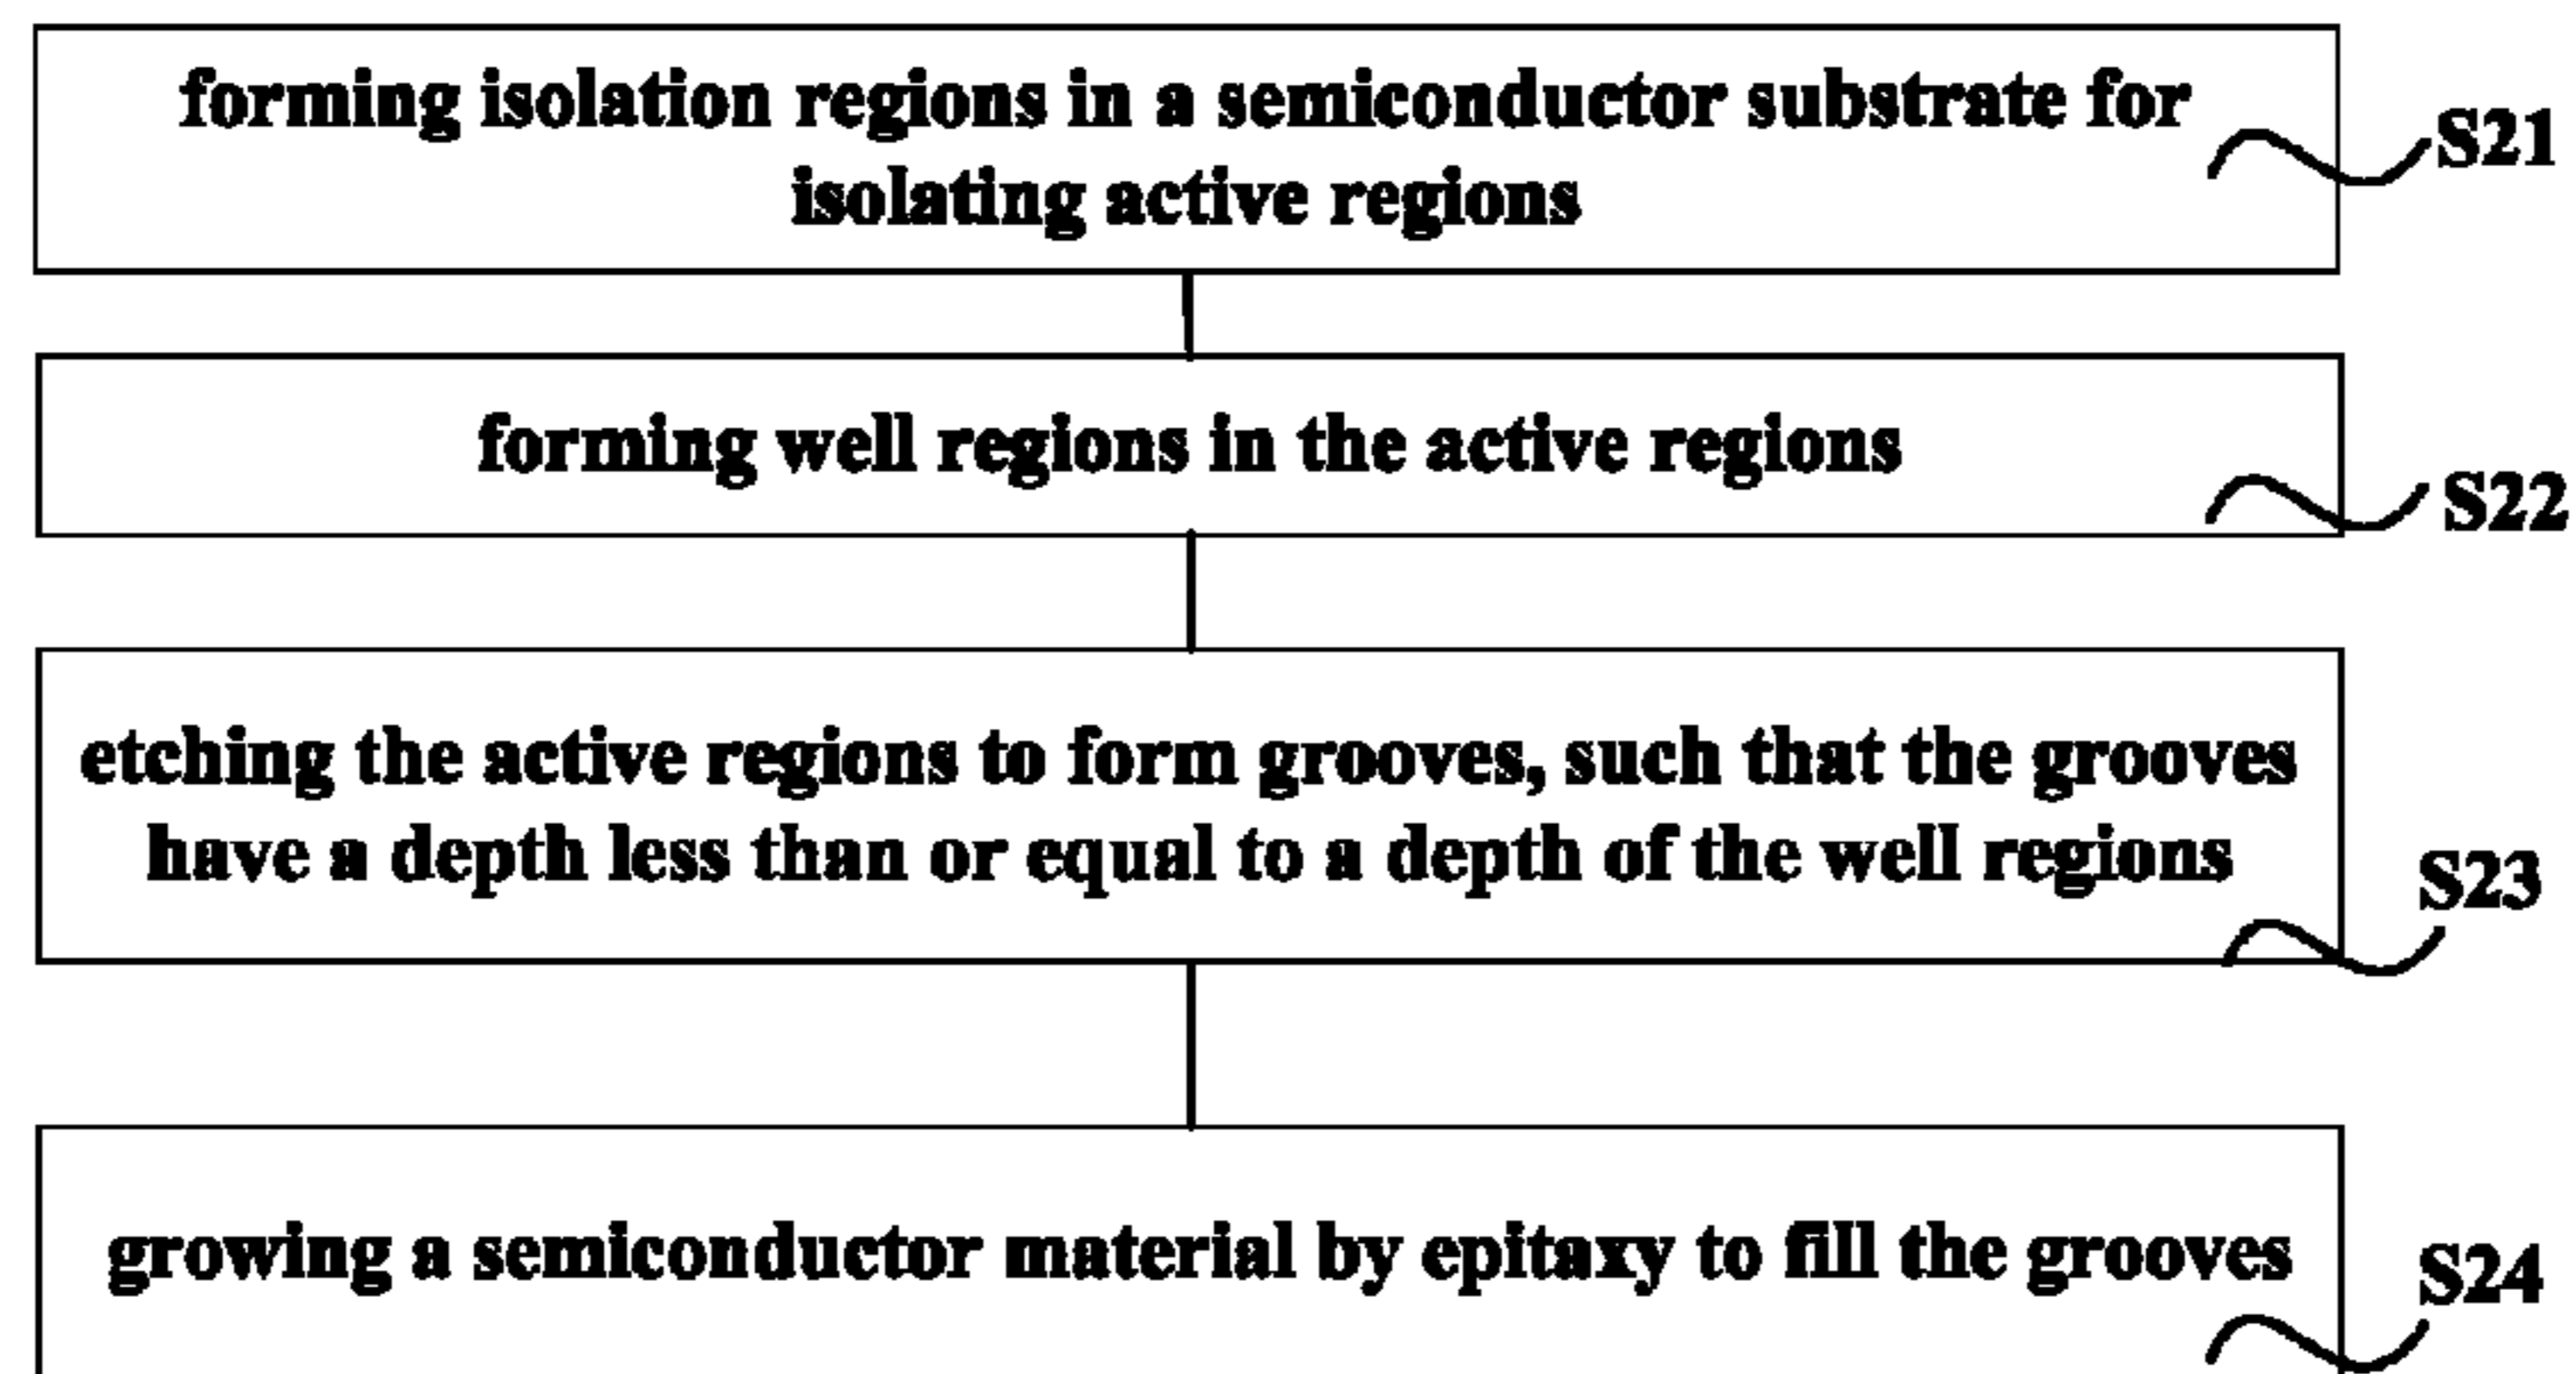 forming isolation regions in a semiconductor substrate for
isolating active regions
S21
forming well regions in the active regions
S22
etching the active regions to form grooves, such that the grooves
have a depth less than or equal to a depth of the well regions
S23
growing a semiconductor material by epitaxy to fill the grooves
S24